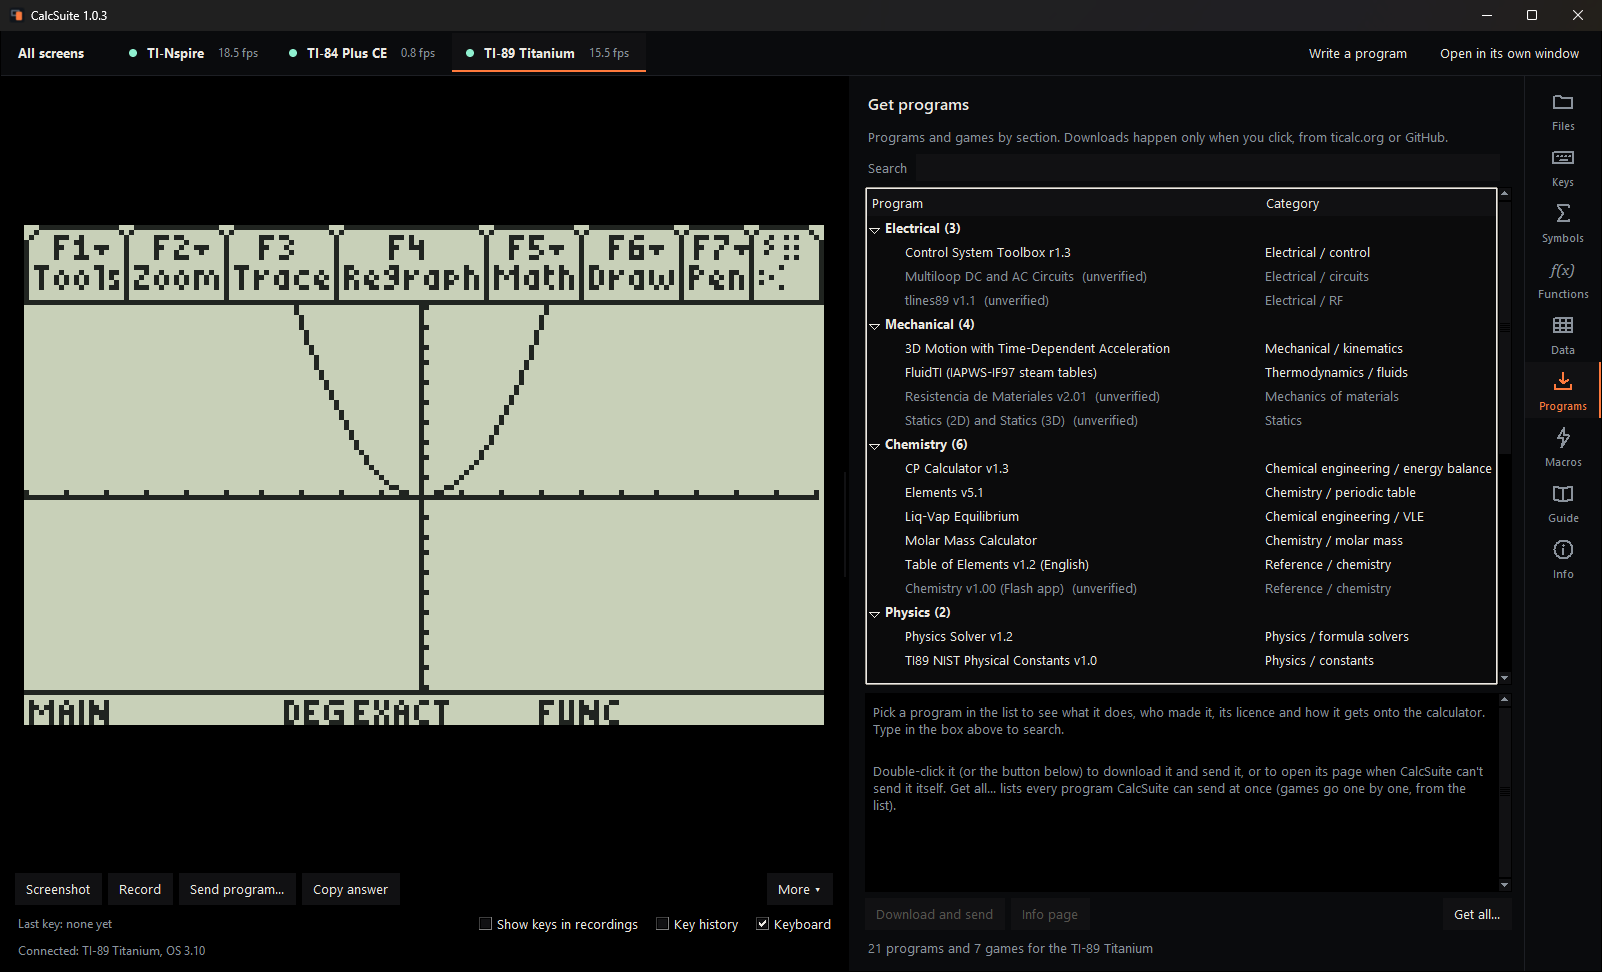 CalcSuite 1.0.3
All screens
TI-Nspire 18.5 fps
TI-84 Plus CE 0.8 fps
TI-89 Titanium 15.5 fps
Write a program
Open in its own window
F1 F2 F3 F4 F5 F6 F7
Tools Zoom Trace ReGraph Math Draw Pen
MAIN DEG EXACT FUNC
Screenshot
Record
Send program...
Copy answer
More
Last key: none yet
Show keys in recordings
Key history
Keyboard
Connected: TI-89 Titanium, OS 3.10
Get programs
Programs and games by section. Downloads happen only when you click, from ticalc.org or GitHub.
Search
Program Category
Electrical (3)
Control System Toolbox r1.3 Electrical / control
Multiloop DC and AC Circuits (unverified) Electrical / circuits
tlines89 v1.1 (unverified) Electrical / RF
Mechanical (4)
3D Motion with Time-Dependent Acceleration Mechanical / kinematics
FluidTI (IAPWS-IF97 steam tables) Thermodynamics / fluids
Resistencia de Materiales v2.01 (unverified) Mechanics of materials
Statics (2D) and Statics (3D) (unverified) Statics
Chemistry (6)
CP Calculator v1.3 Chemical engineering / energy balance
Elements v5.1 Chemistry / periodic table
Liq-Vap Equilibrium Chemical engineering / VLE
Molar Mass Calculator Chemistry / molar mass
Table of Elements v1.2 (English) Reference / chemistry
Chemistry v1.00 (Flash app) (unverified) Reference / chemistry
Physics (2)
Physics Solver v1.2 Physics / formula solvers
TI89 NIST Physical Constants v1.0 Physics / constants
Pick a program in the list to see what it does, who made it, its licence and how it gets onto the calculator.
Type in the box above to search.
Double-click it (or the button below) to download it and send it, or to open its page when CalcSuite can't
send it itself. Get all... lists every program CalcSuite can send at once (games go one by one, from the
list).
Download and send
Info page
Get all...
21 programs and 7 games for the TI-89 Titanium
Files
Keys
Symbols
f(x)
Functions
Data
Programs
Macros
Guide
Info